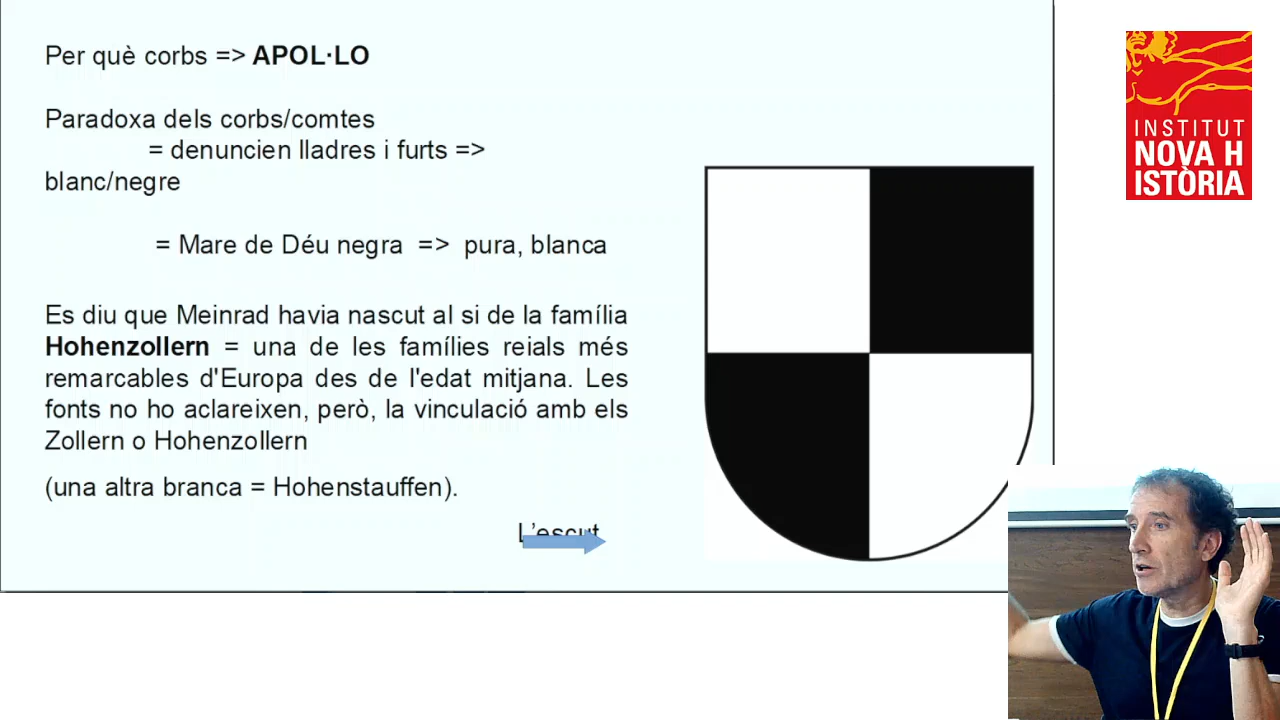 Per què corbs => APOL·LO
Paradoxa dels corbs/comtes
= denuncien lladres i furts =>
blanc/negre
= Mare de Déu negra => pura, blanca
Es diu que Meinrad havia nascut al si de la família
Hohenzollern = una de les famílies reials més
remarcables d'Europa des de l'edat mitjana. Les
fonts no ho aclareixen, però, la vinculació amb els
Zollern o Hohenzollern
(una altra branca = Hohenstauffen).
L'escut
INSTITUT
NOVA H
ISTÒRIA